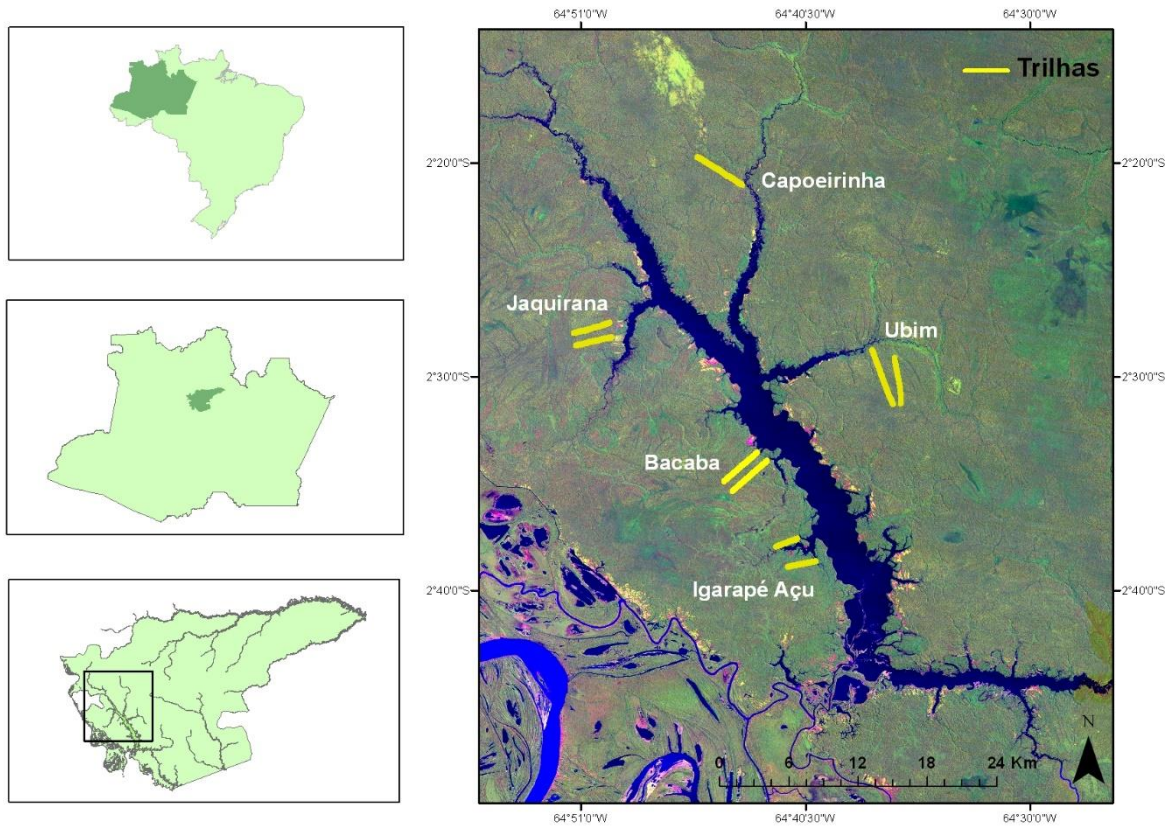 64°51'0"W 64°40'30"W 64°30'0"W
Trilhas
2°20'0"S 2°20'0"S
Capoeirinha
Jaquirana
Ubim
2°30'0"S 2°30'0"S
Bacaba
Igarapé Açu
2°40'0"S 2°40'0"S
N
0 6 12 18 24 Km
64°51'0"W 64°40'30"W 64°30'0"W